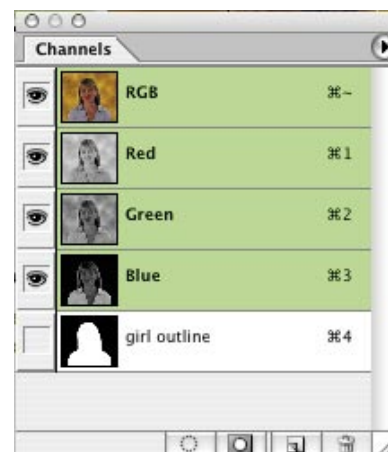 Channels
RGB ⌘~
Red ⌘1
Green ⌘2
Blue ⌘3
girl outline ⌘4